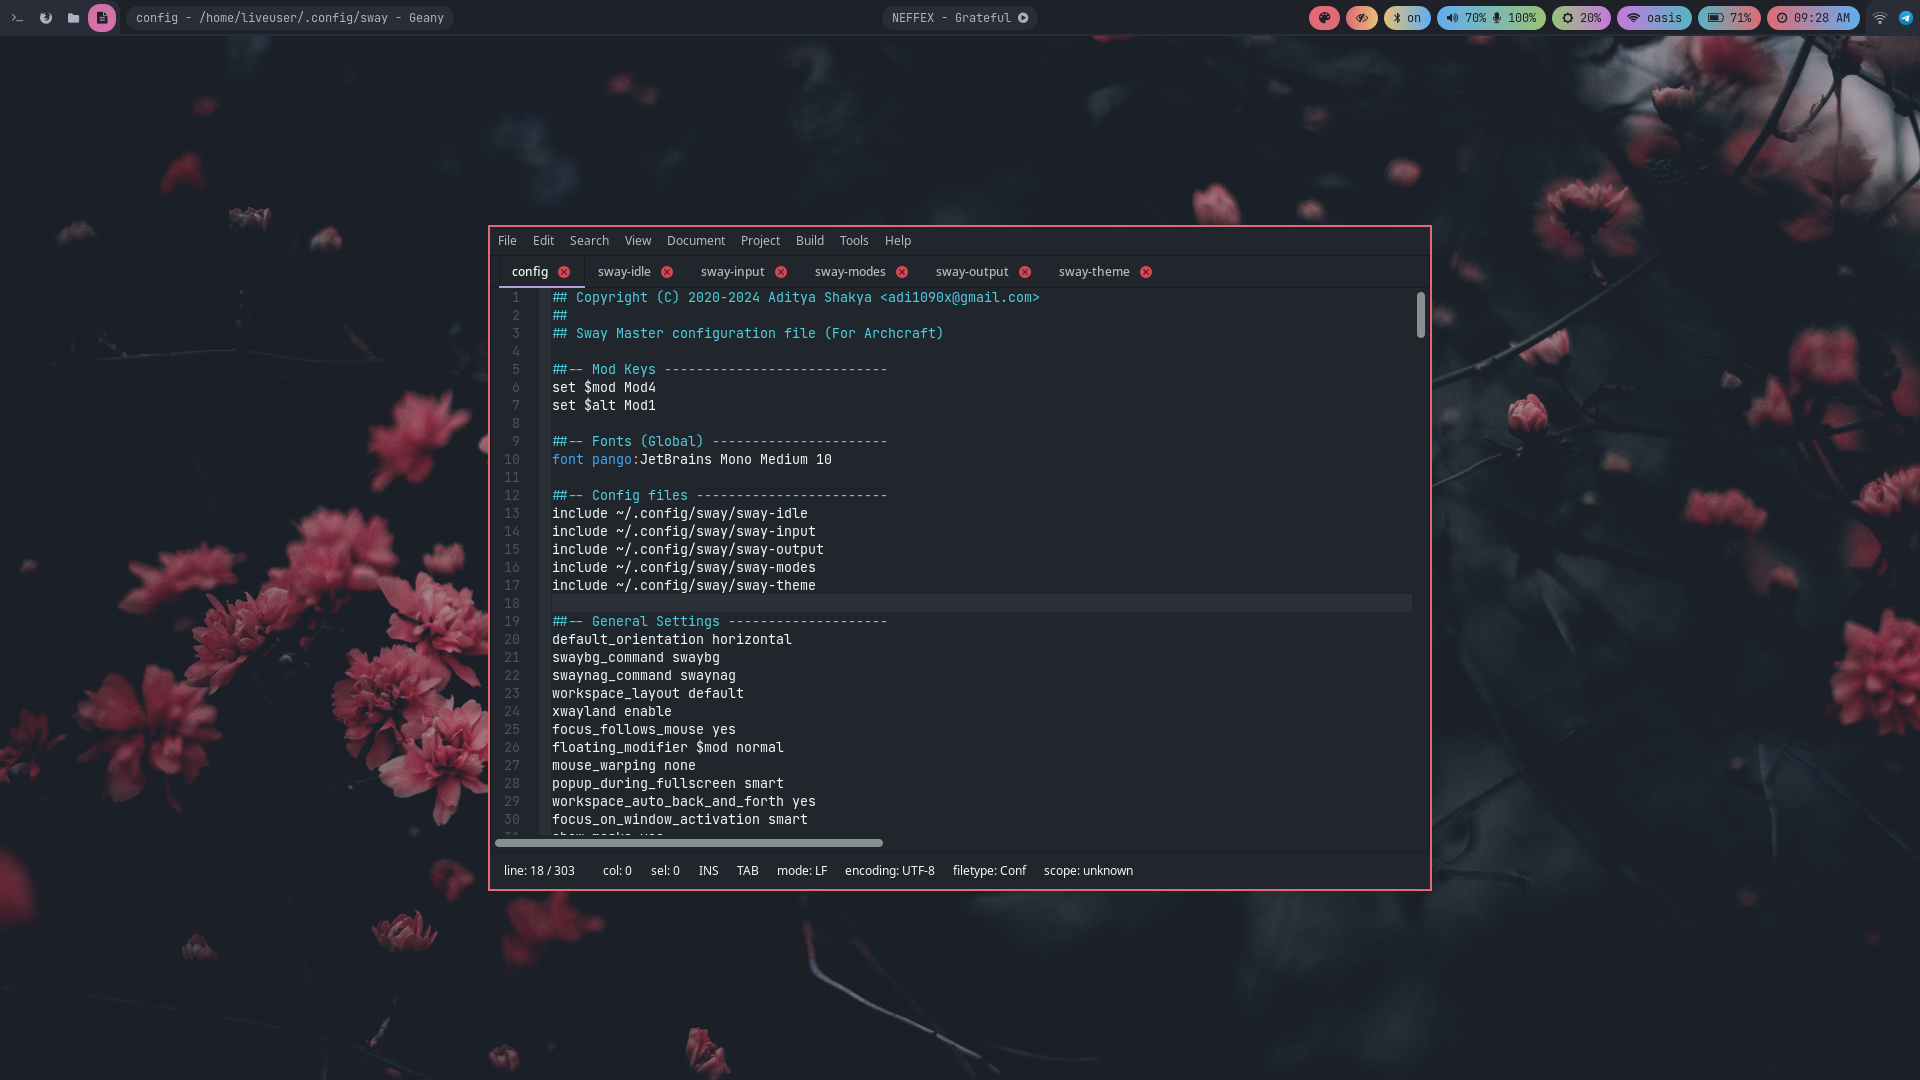 config - /home/liveuser/.config/sway - Geany
NEFFEX - Grateful
on
70% 100%
20%
oasis
71%
09:28 AM
File Edit Search View Document Project Build Tools Help
config sway-idle sway-input sway-modes sway-output sway-theme
1 ## Copyright (C) 2020-2024 Aditya Shakya <adi1090x@gmail.com>
2 ##
3 ## Sway Master configuration file (For Archcraft)
4
5 ##-- Mod Keys ----------------------------
6 set $mod Mod4
7 set $alt Mod1
8
9 ##-- Fonts (Global) ----------------------
10 font pango:JetBrains Mono Medium 10
11
12 ##-- Config files ------------------------
13 include ~/.config/sway/sway-idle
14 include ~/.config/sway/sway-input
15 include ~/.config/sway/sway-output
16 include ~/.config/sway/sway-modes
17 include ~/.config/sway/sway-theme
18
19 ##-- General Settings --------------------
20 default_orientation horizontal
21 swaybg_command swaybg
22 swaynag_command swaynag
23 workspace_layout default
24 xwayland enable
25 focus_follows_mouse yes
26 floating_modifier $mod normal
27 mouse_warping none
28 popup_during_fullscreen smart
29 workspace_auto_back_and_forth yes
30 focus_on_window_activation smart
line: 18 / 303 col: 0 sel: 0 INS TAB mode: LF encoding: UTF-8 filetype: Conf scope: unknown